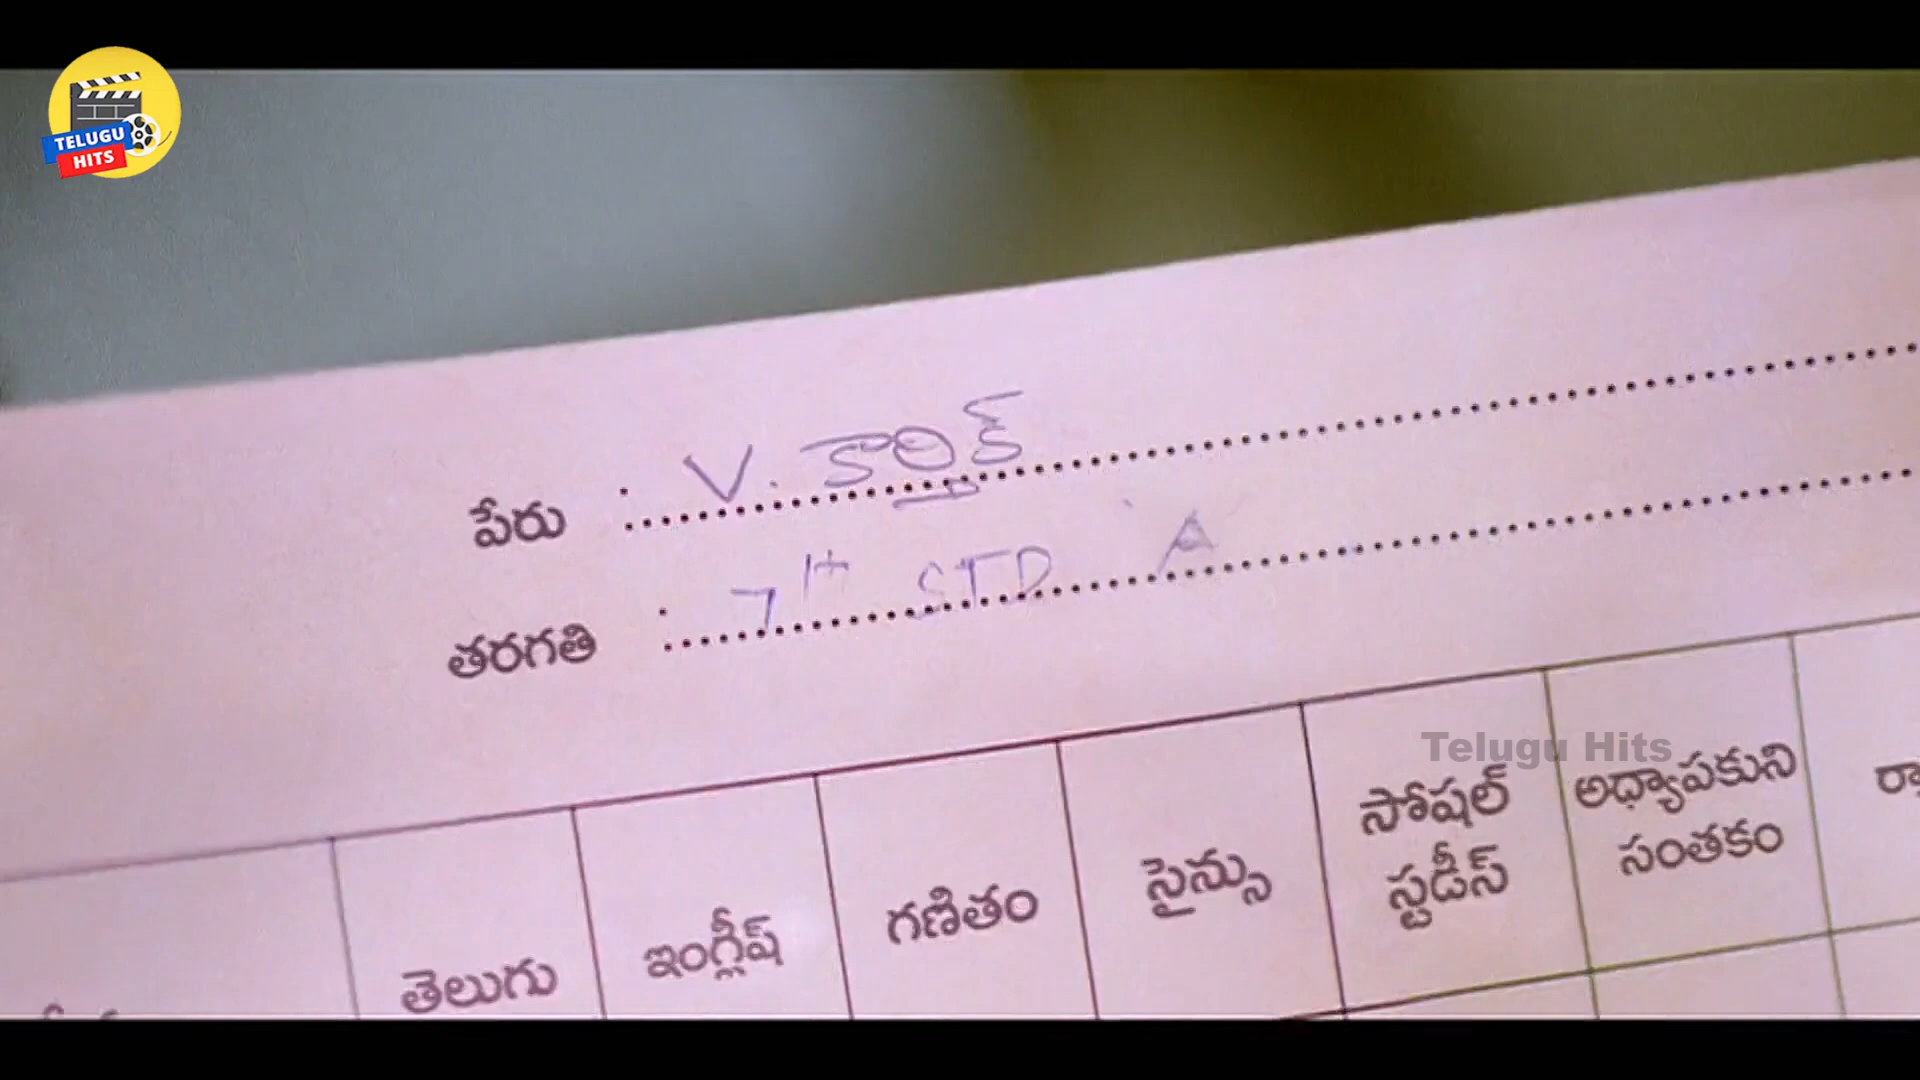 TELUGU
HITS
పేరు : V. కార్తిక్
తరగతి : 7th STD A
Telugu Hits
తెలుగు ఇంగ్లీష్ గణితం సైన్సు సోషల్ స్టడీస్ అధ్యాపకుని సంతకం